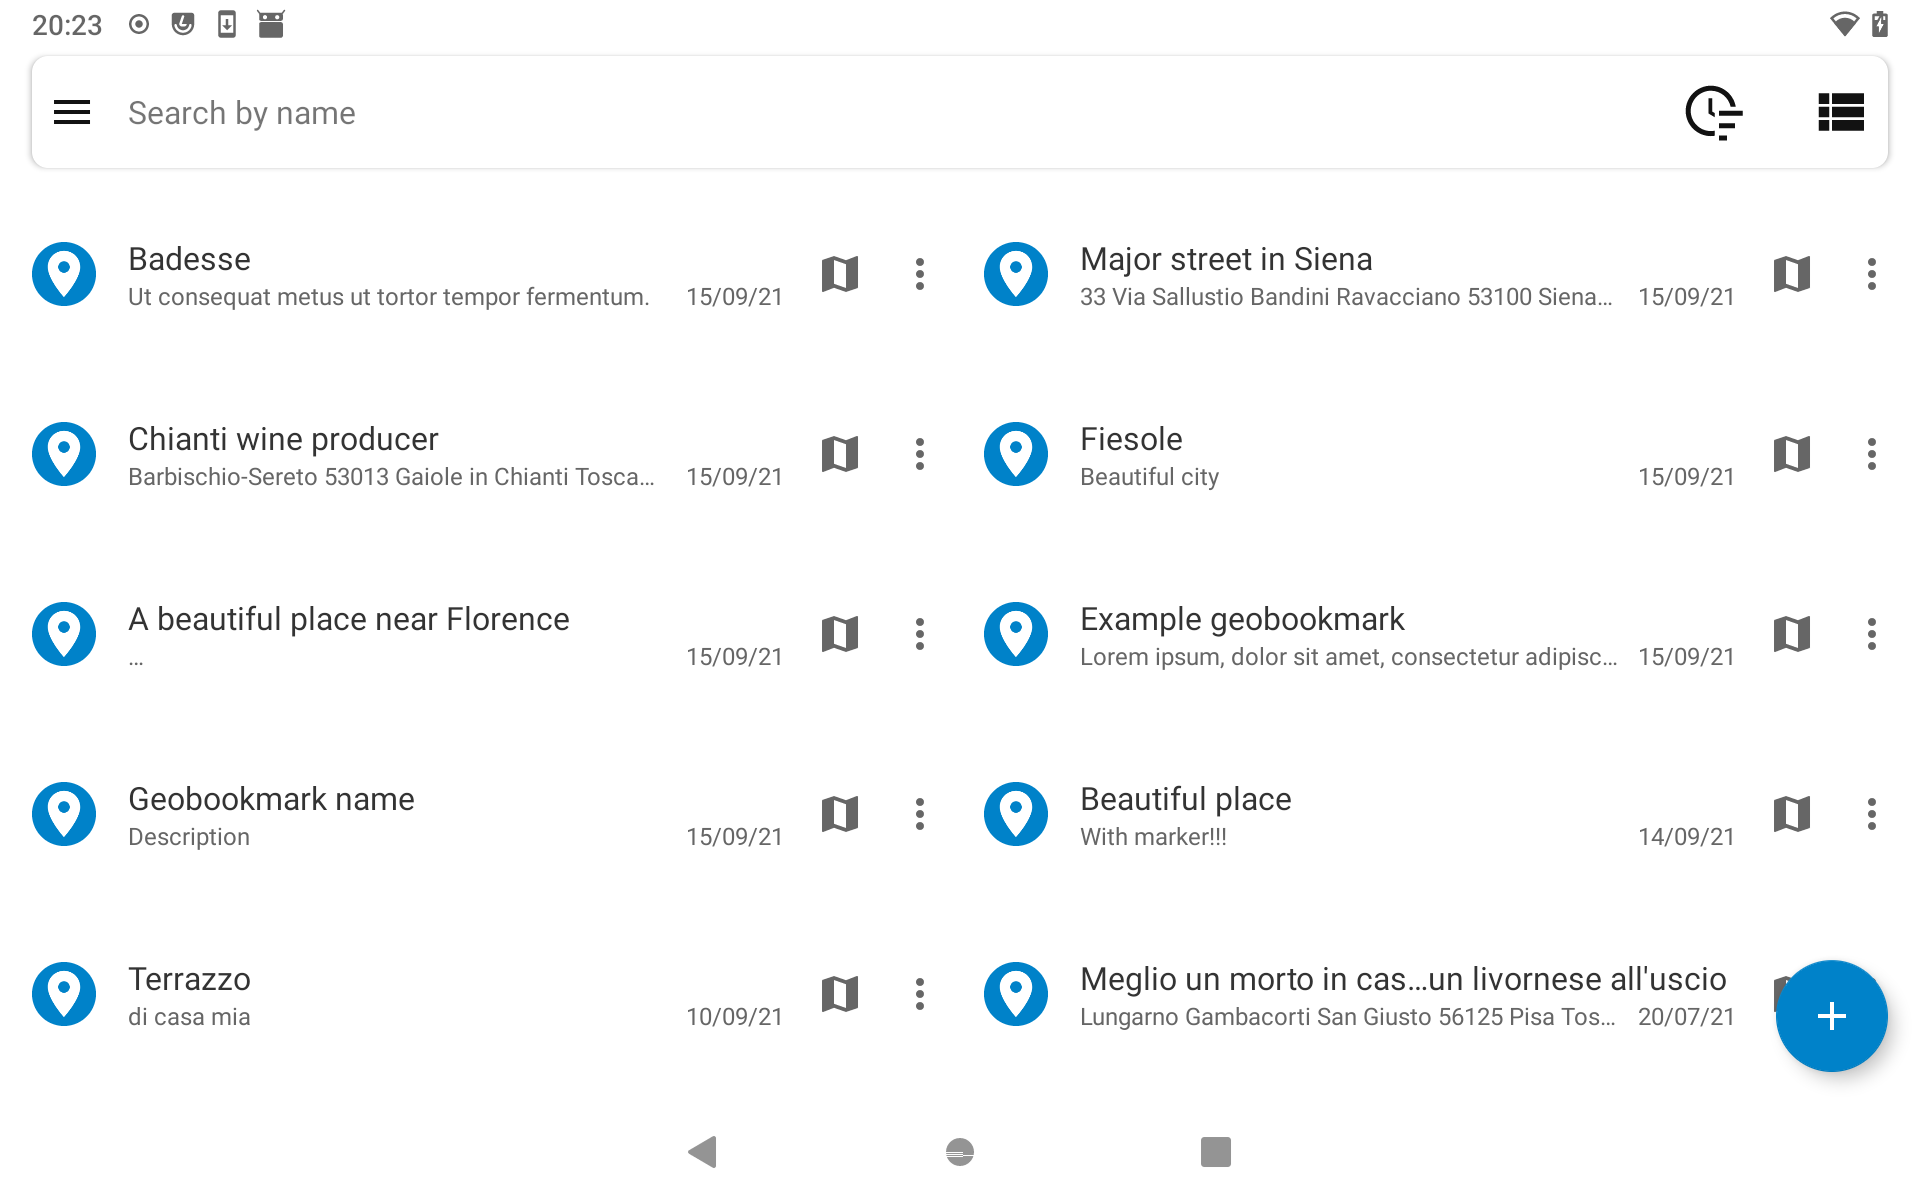 20:23
Search by name
Badesse
Ut consequat metus ut tortor tempor fermentum. 15/09/21
Major street in Siena
33 Via Sallustio Bandini Ravacciano 53100 Siena... 15/09/21
Chianti wine producer
Barbischio-Sereto 53013 Gaiole in Chianti Tosca... 15/09/21
Fiesole
Beautiful city 15/09/21
A beautiful place near Florence
... 15/09/21
Example geobookmark
Lorem ipsum, dolor sit amet, consectetur adipisc... 15/09/21
Geobookmark name
Description 15/09/21
Beautiful place
With marker!!! 14/09/21
Terrazzo
di casa mia 10/09/21
Meglio un morto in cas...un livornese all'uscio
Lungarno Gambacorti San Giusto 56125 Pisa Tos... 20/07/21